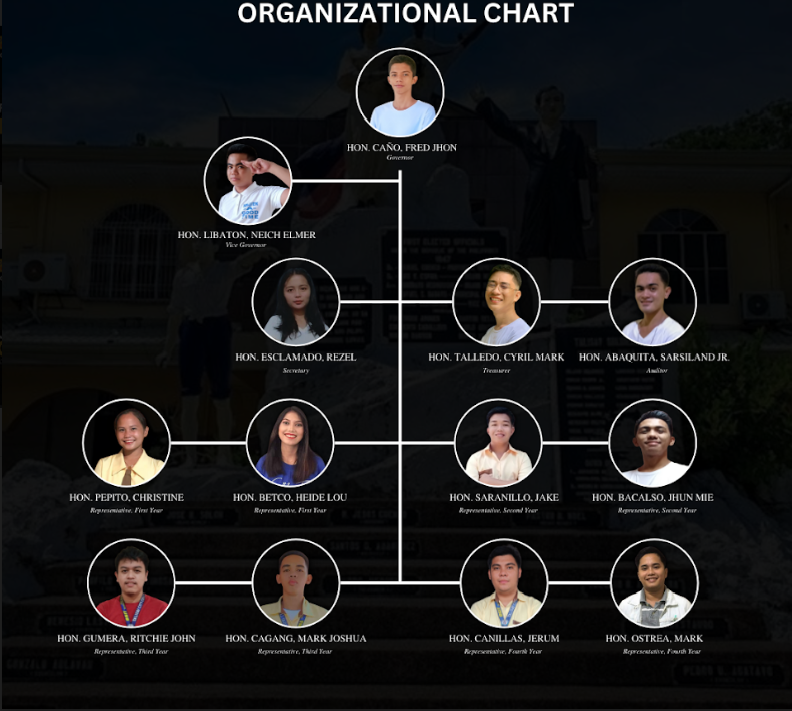 ORGANIZATIONAL CHART
HON. CAÑO, FRED JHON
Governor
HON. LIBATON, NEICH ELMER
Vice Governor
HON. ESCLAMADO, REZEL
Secretary
HON. TALLEDO, CYRIL MARK
Treasurer
HON. ABAQUITA, SARSILAND JR.
Auditor
HON. PEPITO, CHRISTINE
Representative, First Year
HON. BETCO, HEIDE LOU
Representative, First Year
HON. SARANILLO, JAKE
Representative, Second Year
HON. BACALSO, JHUN MIE
Representative, Second Year
HON. GUMERA, RITCHIE JOHN
Representative, Third Year
HON. CAGANG, MARK JOSHUA
Representative, Third Year
HON. CANILLAS, JERUM
Representative, Fourth Year
HON. OSTREA, MARK
Representative, Fourth Year